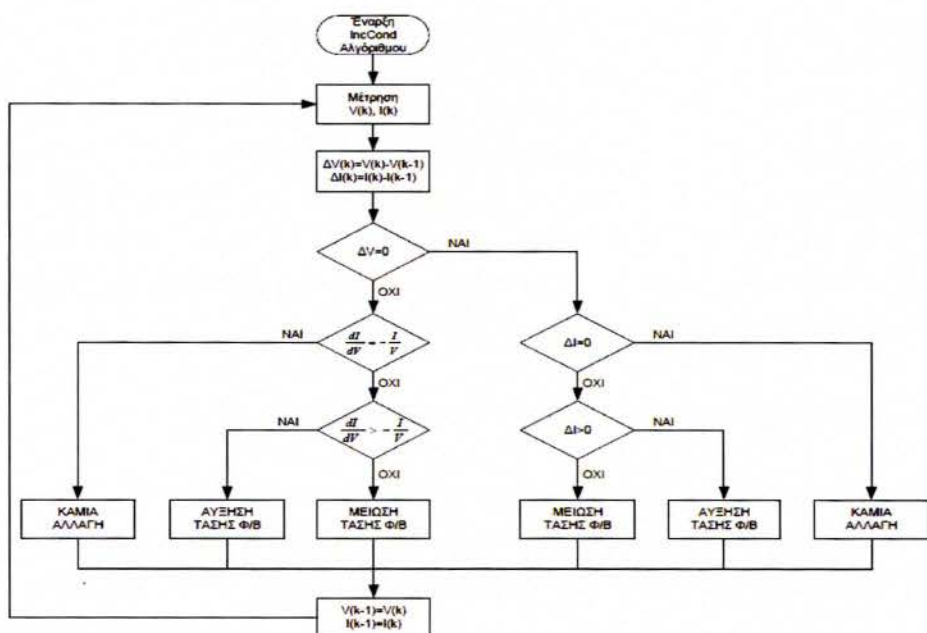 Έναρξη
IncCond
Αλγόριθμου
Μέτρηση
V(k), I(k)
ΔV(k)=V(k)-V(k-1)
ΔI(k)=I(k)-I(k-1)
ΔV=0
ΝΑΙ
ΟΧΙ
ΝΑΙ
dI/dV = -I/V
ΔΙ=0
ΝΑΙ
ΟΧΙ
ΟΧΙ
ΝΑΙ
dI/dV > -I/V
ΔΙ>0
ΝΑΙ
ΟΧΙ
ΟΧΙ
ΚΑΜΙΑ
ΑΛΛΑΓΗ
ΑΥΞΗΣΗ
ΤΑΣΗΣ Φ/Β
ΜΕΙΩΣΗ
ΤΑΣΗΣ Φ/Β
ΜΕΙΩΣΗ
ΤΑΣΗΣ Φ/Β
ΑΥΞΗΣΗ
ΤΑΣΗΣ Φ/Β
ΚΑΜΙΑ
ΑΛΛΑΓΗ
V(k-1)=V(k)
I(k-1)=I(k)